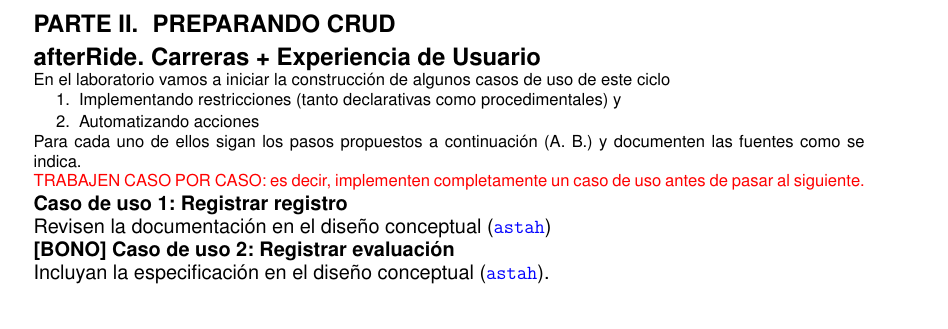 PARTE II. PREPARANDO CRUD
afterRide. Carreras + Experiencia de Usuario
En el laboratorio vamos a iniciar la construcción de algunos casos de uso de este ciclo
1. Implementando restricciones (tanto declarativas como procedimentales) y
2. Automatizando acciones
Para cada uno de ellos sigan los pasos propuestos a continuación (A. B.) y documenten las fuentes como se
indica.
TRABAJEN CASO POR CASO: es decir, implementen completamente un caso de uso antes de pasar al siguiente.
Caso de uso 1: Registrar registro
Revisen la documentación en el diseño conceptual (astah)
[BONO] Caso de uso 2: Registrar evaluación
Incluyan la especificación en el diseño conceptual (astah).